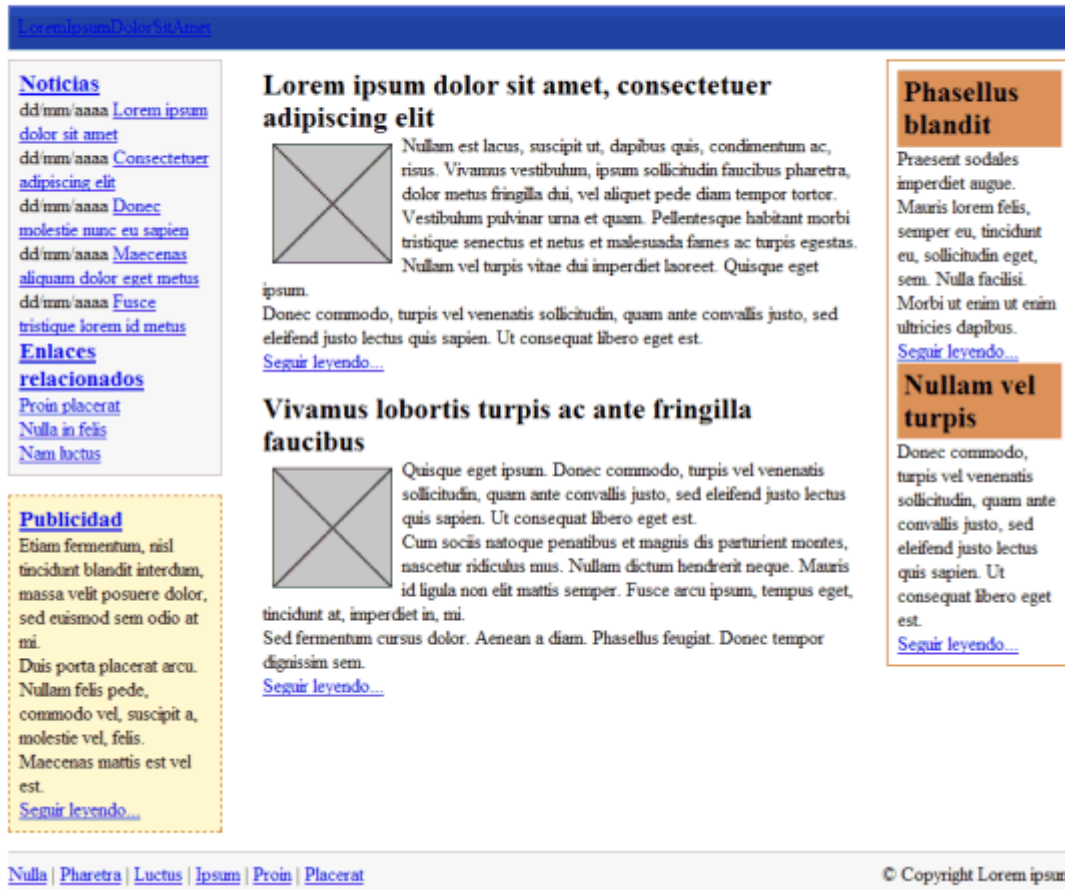 LoremIpsumDolorSitAmet
Noticias
dd/mm/aaaa Lorem ipsum
dolor sit amet
dd/mm/aaaa Consectetuer
adipiscing elit
dd/mm/aaaa Donec
molestie nunc eu sapien
dd/mm/aaaa Maecenas
aliquam dolor eget metus
dd/mm/aaaa Fusce
tristique lorem id metus
Enlaces
relacionados
Proin placerat
Nulla in felis
Nam luctus
Publicidad
Etiam fermentum, nisl
tincidunt blandit interdum,
massa velit posuere dolor,
sed euismod sem odio at
mi.
Duis porta placerat arcu.
Nullam felis pede,
commodo vel, suscipit a,
molestie vel, felis.
Maecenas mattis est vel
est.
Seguir leyendo...
Lorem ipsum dolor sit amet, consectetuer
adipiscing elit
Nullam est lacus, suscipit ut, dapibus quis, condimentum ac,
risus. Vivamus vestibulum, ipsum sollicitudin faucibus pharetra,
dolor metus fringilla dui, vel aliquet pede diam tempor tortor.
Vestibulum pulvinar urna et quam. Pellentesque habitant morbi
tristique senectus et netus et malesuada fames ac turpis egestas.
Nullam vel turpis vitae dui imperdiet laoreet. Quisque eget
ipsum.
Donec commodo, turpis vel venenatis sollicitudin, quam ante convallis justo, sed
eleifend justo lectus quis sapien. Ut consequat libero eget est.
Seguir leyendo...
Vivamus lobortis turpis ac ante fringilla
faucibus
Quisque eget ipsum. Donec commodo, turpis vel venenatis
sollicitudin, quam ante convallis justo, sed eleifend justo lectus
quis sapien. Ut consequat libero eget est.
Cum sociis natoque penatibus et magnis dis parturient montes,
nascetur ridiculus mus. Nullam dictum hendrerit neque. Mauris
id ligula non elit mattis semper. Fusce arcu ipsum, tempus eget,
tincidunt at, imperdiet in, mi.
Sed fermentum cursus dolor. Aenean a diam. Phasellus feugiat. Donec tempor
dignissim sem.
Seguir leyendo...
Phasellus
blandit
Praesent sodales
imperdiet augue.
Mauris lorem felis,
semper eu, tincidunt
eu, sollicitudin eget,
sem. Nulla facilisi.
Morbi ut enim ut enim
ultricies dapibus.
Seguir leyendo...
Nullam vel
turpis
Donec commodo,
turpis vel venenatis
sollicitudin, quam ante
convallis justo, sed
eleifend justo lectus
quis sapien. Ut
consequat libero eget
est.
Seguir leyendo...
Nulla | Pharetra | Luctus | Ipsum | Proin | Placerat
© Copyright Lorem ipsum